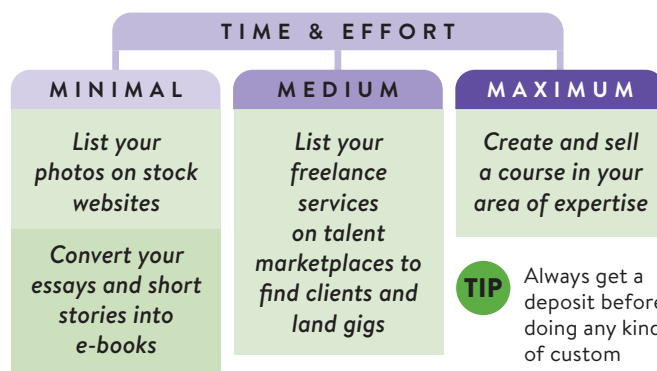 TIME & EFFORT
MINIMAL
List your
photos on stock
websites
Convert your
essays and short
stories into
e-books
MEDIUM
List your
freelance
services
on talent
marketplaces to
find clients and
land gigs
MAXIMUM
Create and sell
a course in your
area of expertise
TIP
Always get a
deposit before
doing any kind
of custom